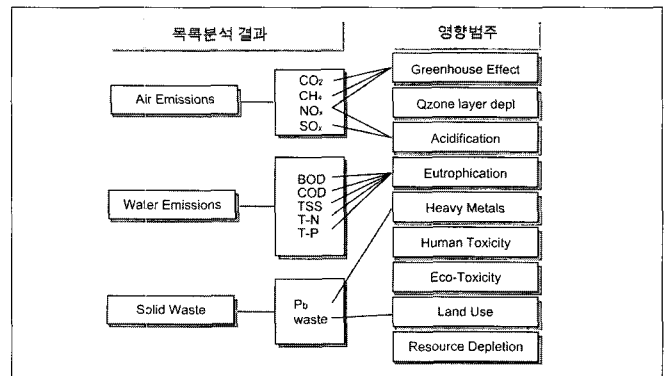 목록분석 결과
영향범주
Air Emissions
CO₂
CH₄
NOₓ
SOₓ
Water Emissions
BOD
COD
TSS
T-N
T-P
Solid Waste
Pb
waste
Greenhouse Effect
Qzone layer depl
Acidification
Eutrophication
Heavy Metals
Human Toxicity
Eco-Toxicity
Land Use
Resource Depletion